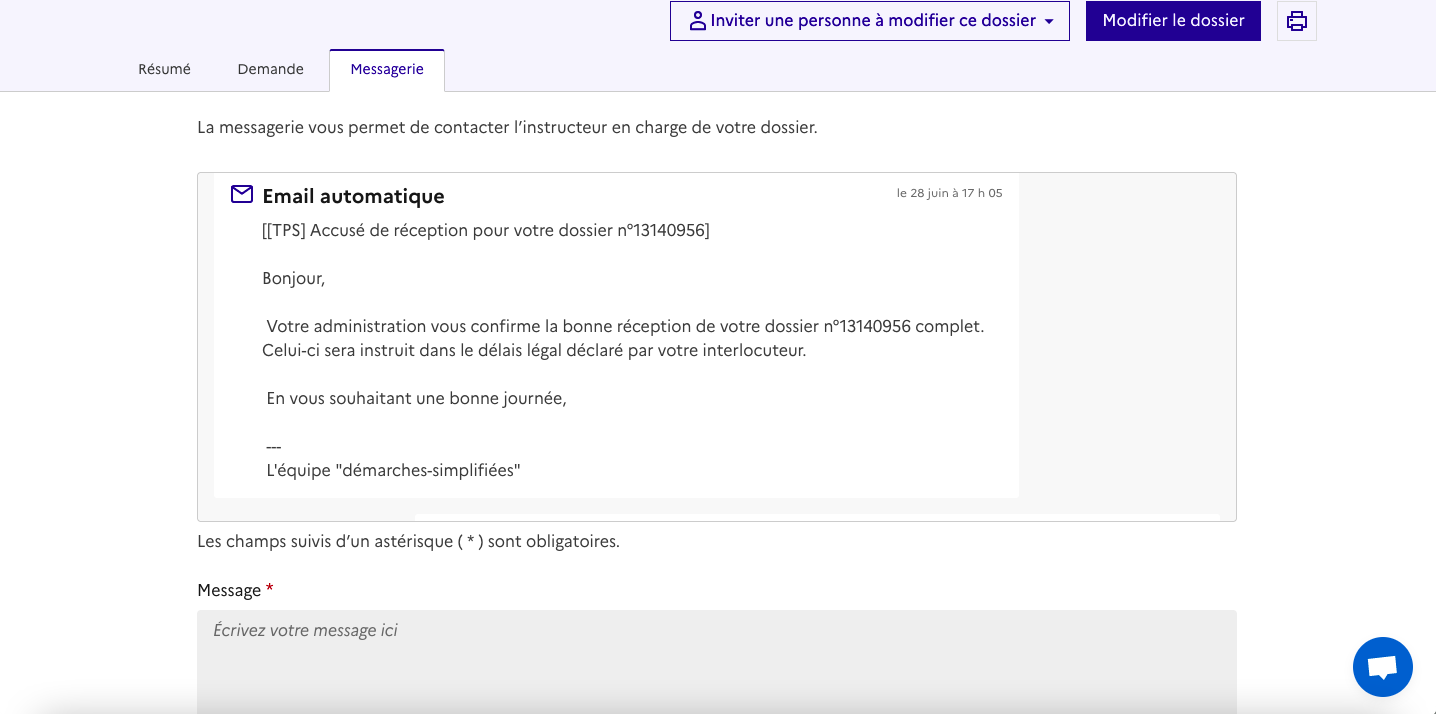 Inviter une personne à modifier ce dossier
Modifier le dossier
Résumé
Demande
Messagerie
La messagerie vous permet de contacter l’instructeur en charge de votre dossier.
Email automatique
le 28 juin à 17 h 05
[[TPS] Accusé de réception pour votre dossier n°13140956]
Bonjour,
Votre administration vous confirme la bonne réception de votre dossier n°13140956 complet.
Celui-ci sera instruit dans le délais légal déclaré par votre interlocuteur.
En vous souhaitant une bonne journée,
---
L'équipe "démarches-simplifiées"
Les champs suivis d’un astérisque ( * ) sont obligatoires.
Message *
Écrivez votre message ici